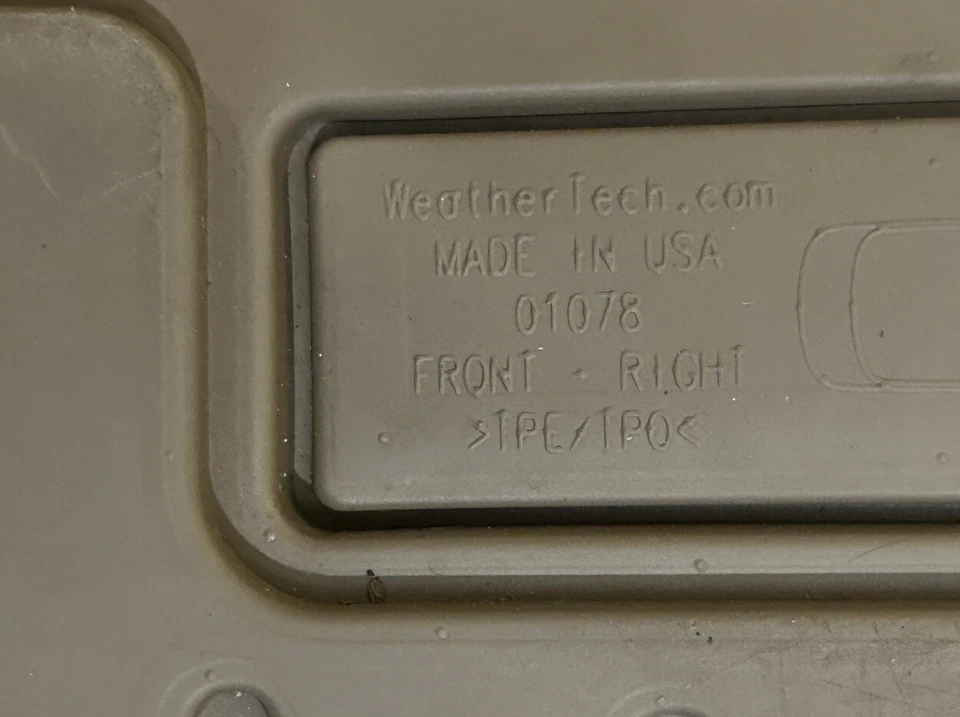 WeatherTech.com
MADE IN USA
01078
FRONT - RIGHT
>TPE/TPO<